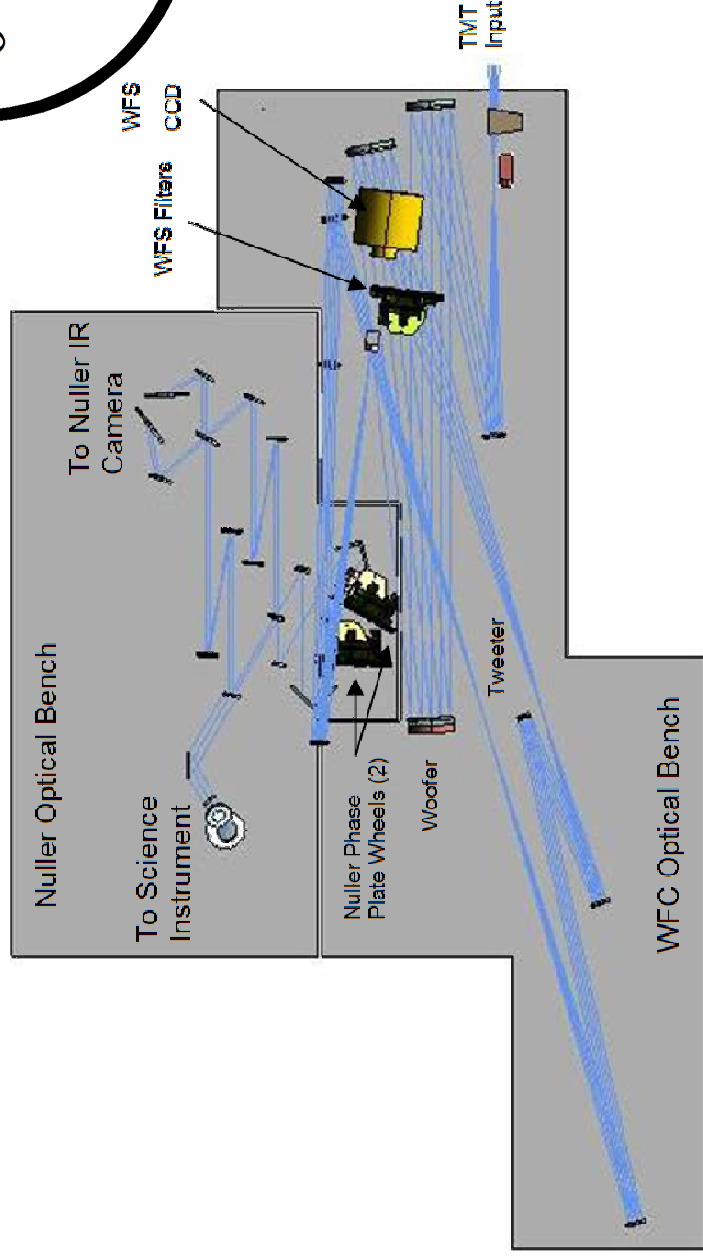 Nuller Optical Bench
To Nuller IR
Camera
WFS
CCD
To Science
Instrument
WFS Filters
Nuller Phase
Plate Wheels (2)
Woofer
TMT
Input
Tweeter
WFC Optical Bench